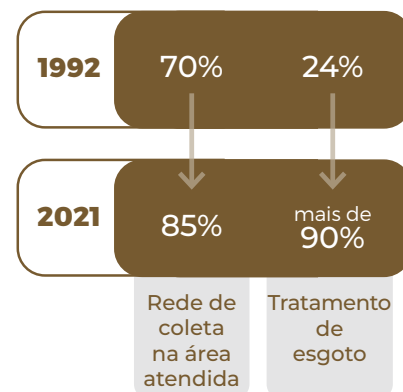 1992 70% 24%
2021 85% mais de
90%
Rede de
coleta
na área
atendida
Tratamento
de
esgoto